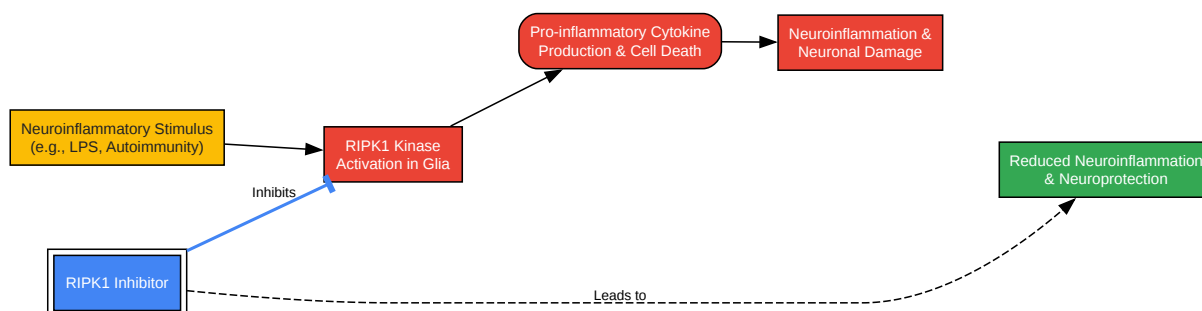 Pro-inflammatory Cytokine
Production & Cell Death
Neuroinflammation &
Neuronal Damage
Neuroinflammatory Stimulus
(e.g., LPS, Autoimmunity)
RIPK1 Kinase
Activation in Glia
Reduced Neuroinflammation
& Neuroprotection
Inhibits
RIPK1 Inhibitor
Leads to